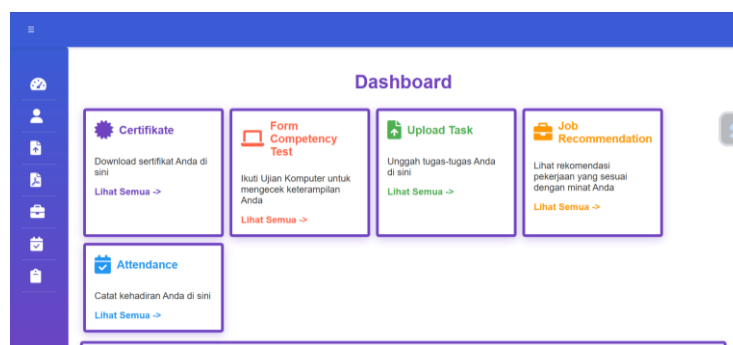 Dashboard
Certifikate
Download sertifikat Anda di
sini
Lihat Semua ->
Form
Competency
Test
Ikuti Ujian Komputer untuk
mengecek keterampilan
Anda
Lihat Semua ->
Upload Task
Unggah tugas-tugas Anda
di sini
Lihat Semua ->
Job
Recommendation
Lihat rekomendasi
pekerjaan yang sesuai
dengan minat Anda
Lihat Semua ->
Attendance
Catat kehadiran Anda di sini
Lihat Semua ->